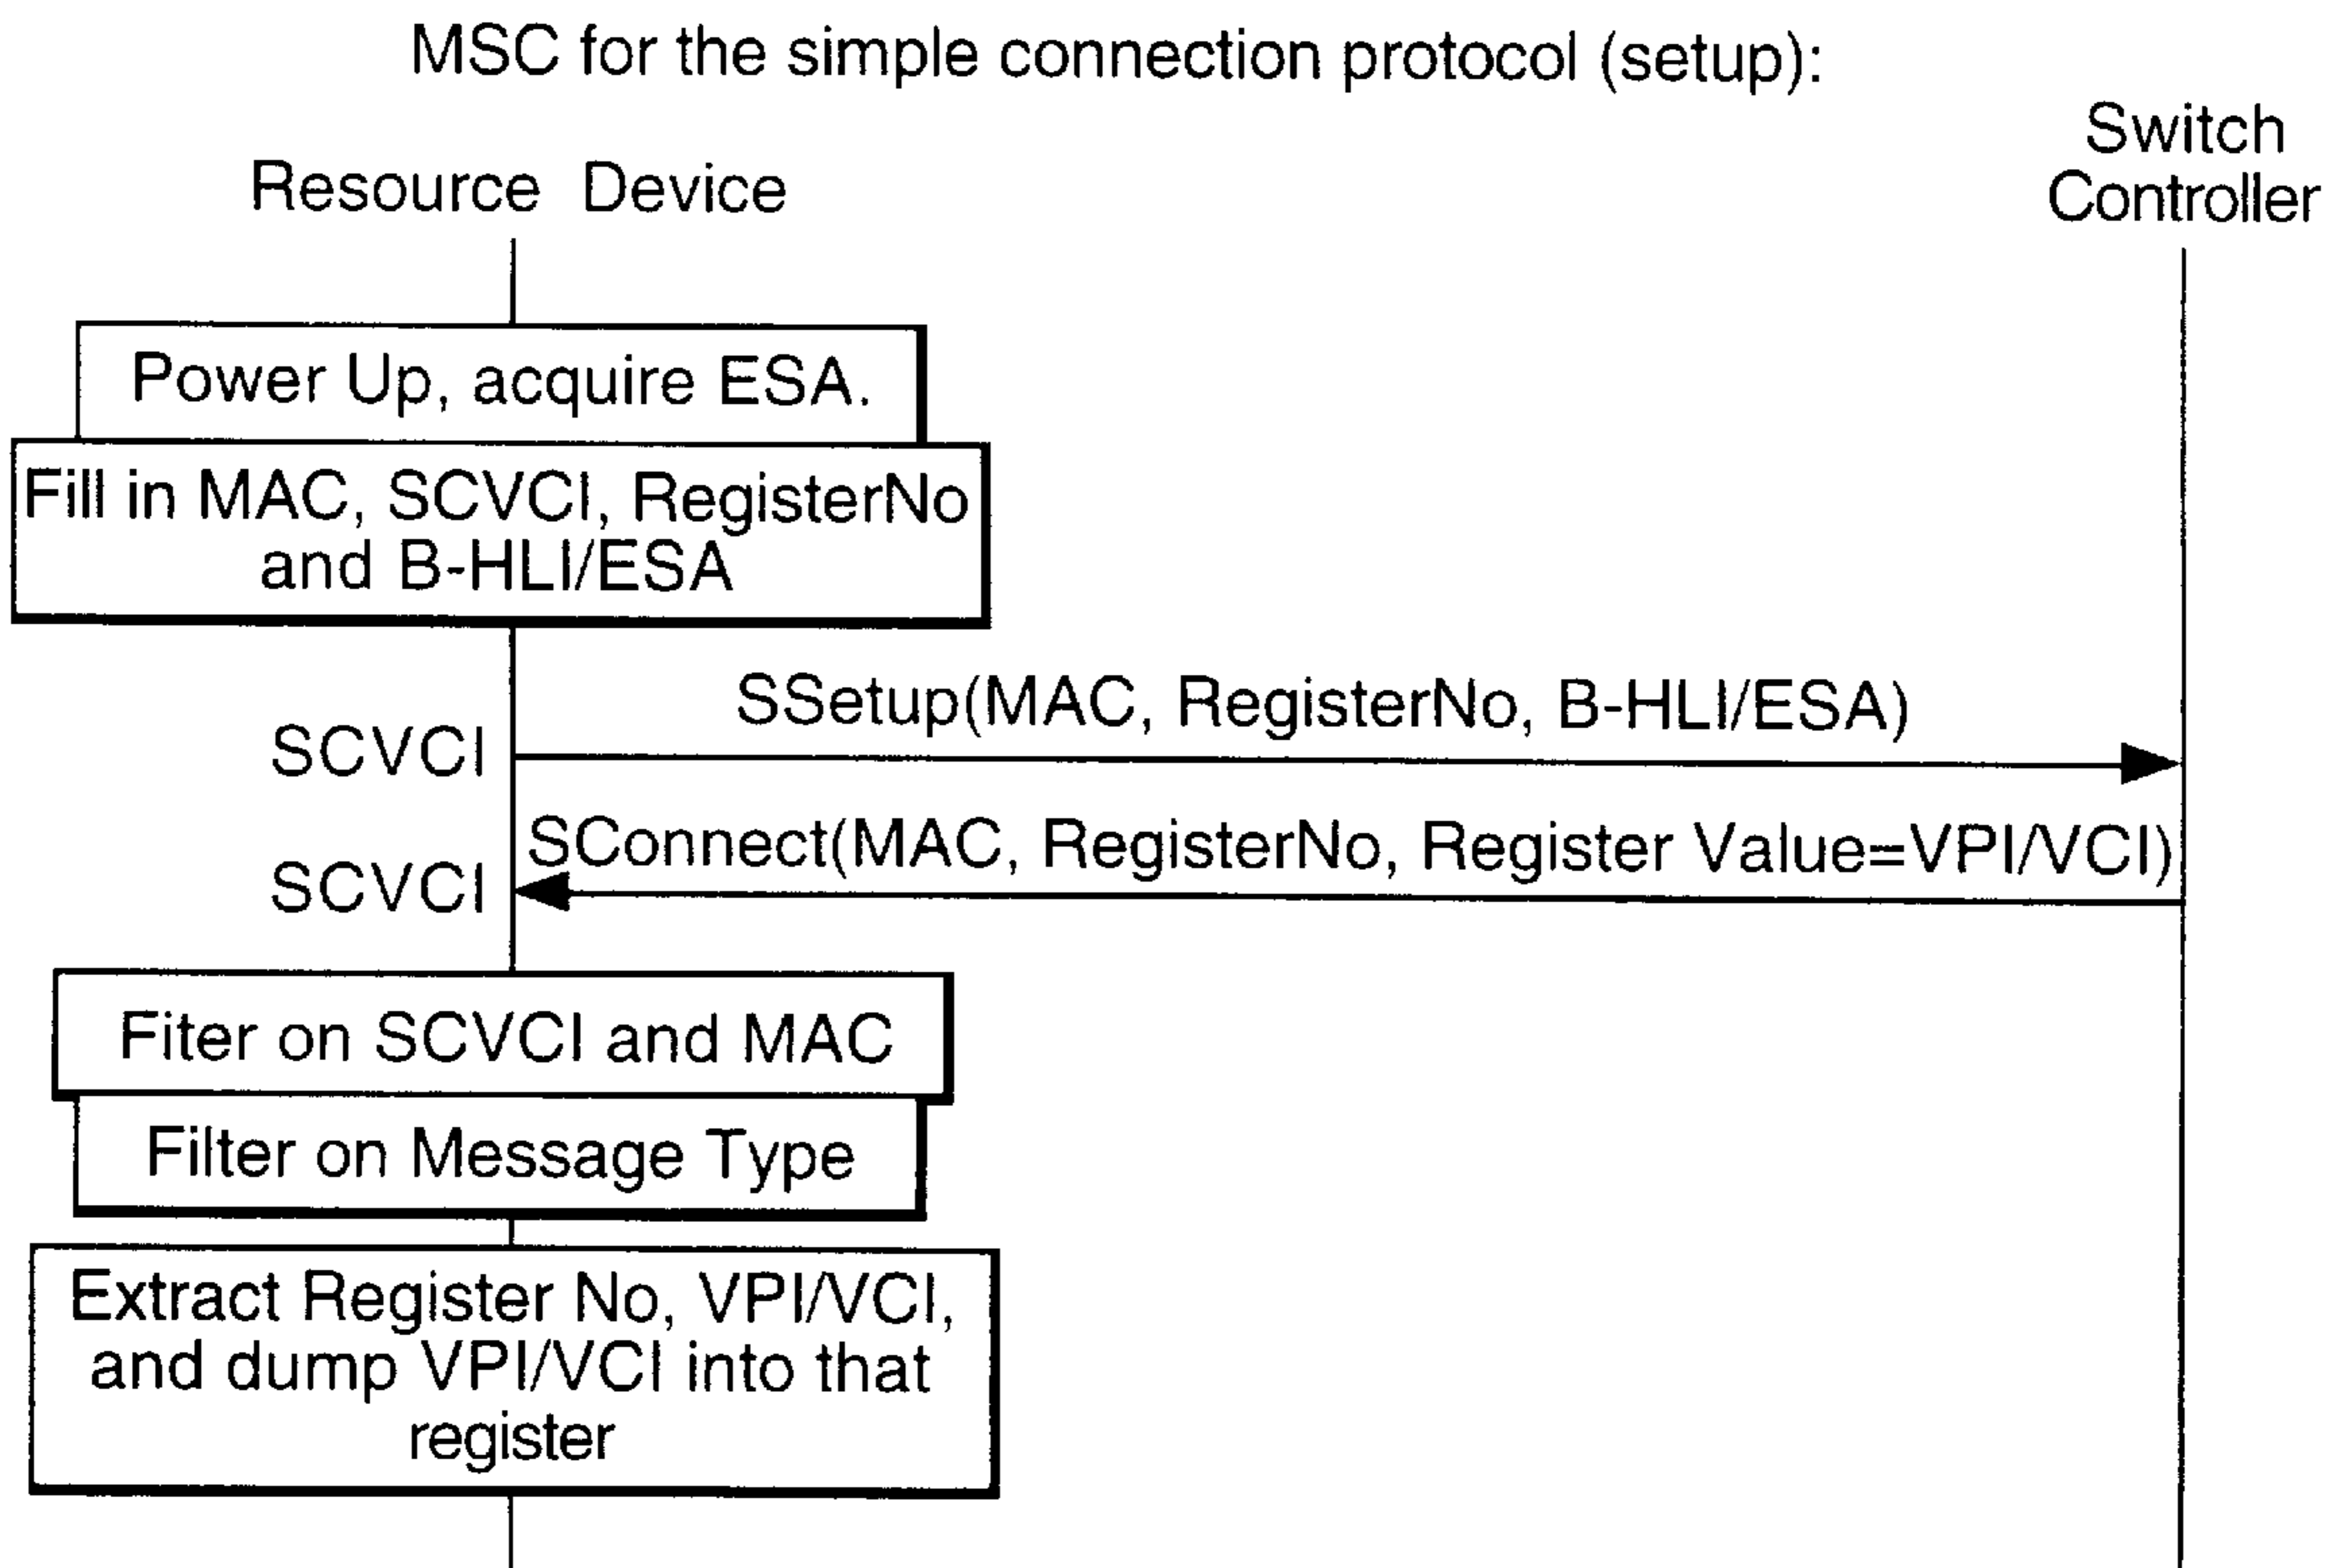 MSC for the simple connection protocol (setup):
Switch
Controller
Resource Device
Power Up, acquire ESA.
Fill in MAC, SCVCI, RegisterNo
and B-HLI/ESA
SSetup(MAC, RegisterNo, B-HLI/ESA)
SCVCI
SConnect(MAC, RegisterNo, Register Value=VPI/VCI)
SCVCI
Fiter on SCVCI and MAC
Filter on Message Type
Extract Register No, VPI/VCI,
and dump VPI/VCI into that
register